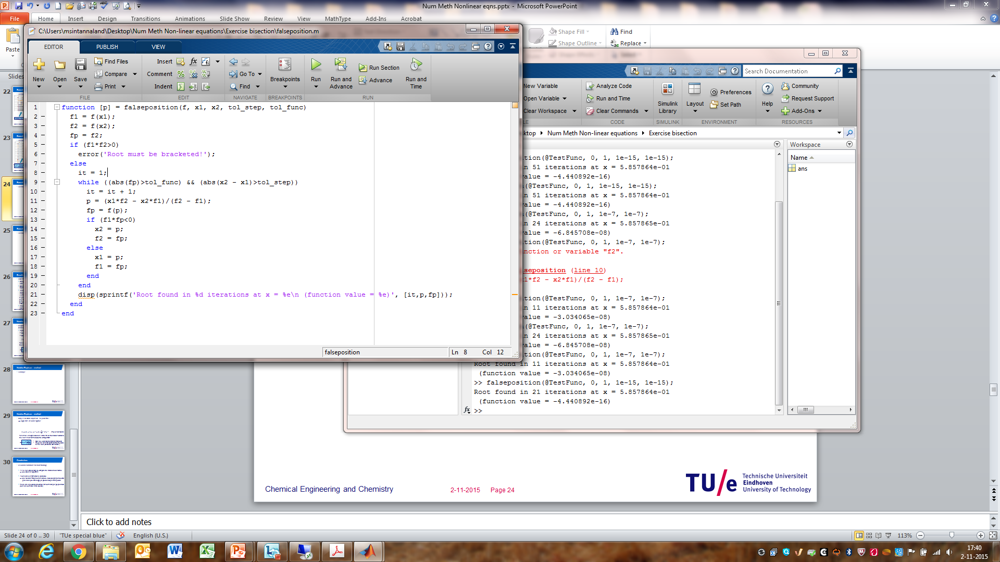 Num Meth Nonlinear eqns.pptx - Microsoft PowerPoint
File Home Insert Design Transitions Animations Slide Show Review View MathType Add-Ins Acrobat
Paste
Shape Fill
Shape Outline
Find
Replace
Slides
C:\Users\msintannaland\Desktop\Num Meth Non-linear equations\Exercise bisection\falseposition.m
EDITOR PUBLISH VIEW
New Open Save Find Files Compare Print
Insert fx
Comment
Indent
Go To
Find
Breakpoints
Run
Run and Advance
Run Section
Advance
Run and Time
FILE EDIT NAVIGATE BREAKPOINTS RUN
1 function [p] = falseposition(f, x1, x2, tol_step, tol_func)
2 f1 = f(x1);
3 f2 = f(x2);
4 fp = f2;
5 if (f1*f2>0)
6 error('Root must be bracketed!');
7 else
8 it = 1;
9 while ((abs(fp)>tol_func) && (abs(x2 - x1)>tol_step))
10 it = it + 1;
11 p = (x1*f2 - x2*f1)/(f2 - f1);
12 fp = f(p);
13 if (f1*fp<0)
14 x2 = p;
15 f2 = fp;
16 else
17 x1 = p;
18 f1 = fp;
19 end
20 end
21 disp(sprintf('Root found in %d iterations at x = %e\n (function value = %e)', [it,p,fp]));
22 end
23 end
falseposition Ln 8 Col 12
Search Documentation
New Variable
Open Variable
Clear Workspace
Analyze Code
Run and Time
Clear Commands
Simulink Library
Layout
Preferences
Set Path
Help
Community
Request Support
Add-Ons
LE CODE SIMULINK ENVIRONMENT RESOURCES
ktop Num Meth Non-linear equations Exercise bisection
Workspace
Name
ans
tion(@TestFunc, 0, 1, 1e-15, 1e-15);
n 51 iterations at x = 5.857864e-01
alue = -4.440892e-16)
(@TestFunc, 0, 1, 1e-15, 1e-15);
n 51 iterations at x = 5.857864e-01
alue = -4.440892e-16)
(@TestFunc, 0, 1, 1e-7, 1e-7);
n 24 iterations at x = 5.857865e-01
alue = -6.845708e-08)
tion(@TestFunc, 0, 1, 1e-7, 1e-7);
nction or variable "f2".
seposition (line 10)
1*f2 - x2*f1)/(f2 - f1);
tion(@TestFunc, 0, 1, 1e-7, 1e-7);
n 11 iterations at x = 5.857864e-01
alue = -3.034065e-08)
(@TestFunc, 0, 1, 1e-7, 1e-7);
n 24 iterations at x = 5.857865e-01
alue = -6.845708e-08)
tion(@TestFunc, 0, 1, 1e-7, 1e-7);
Root found in 11 iterations at x = 5.857864e-01
(function value = -3.034065e-08)
>> falseposition(@TestFunc, 0, 1, 1e-15, 1e-15);
Root found in 21 iterations at x = 5.857864e-01
(function value = -4.440892e-16)
fx >>
22
23
24
25
26
27
28
29
30
Chemical Engineering and Chemistry 2-11-2015 Page 24
TU/e Technische Universiteit
Eindhoven
University of Technology
Click to add notes
Slide 24 of 0 .. 30 "TUe special blue" English (U.S.) 113%
17:40
2-11-2015